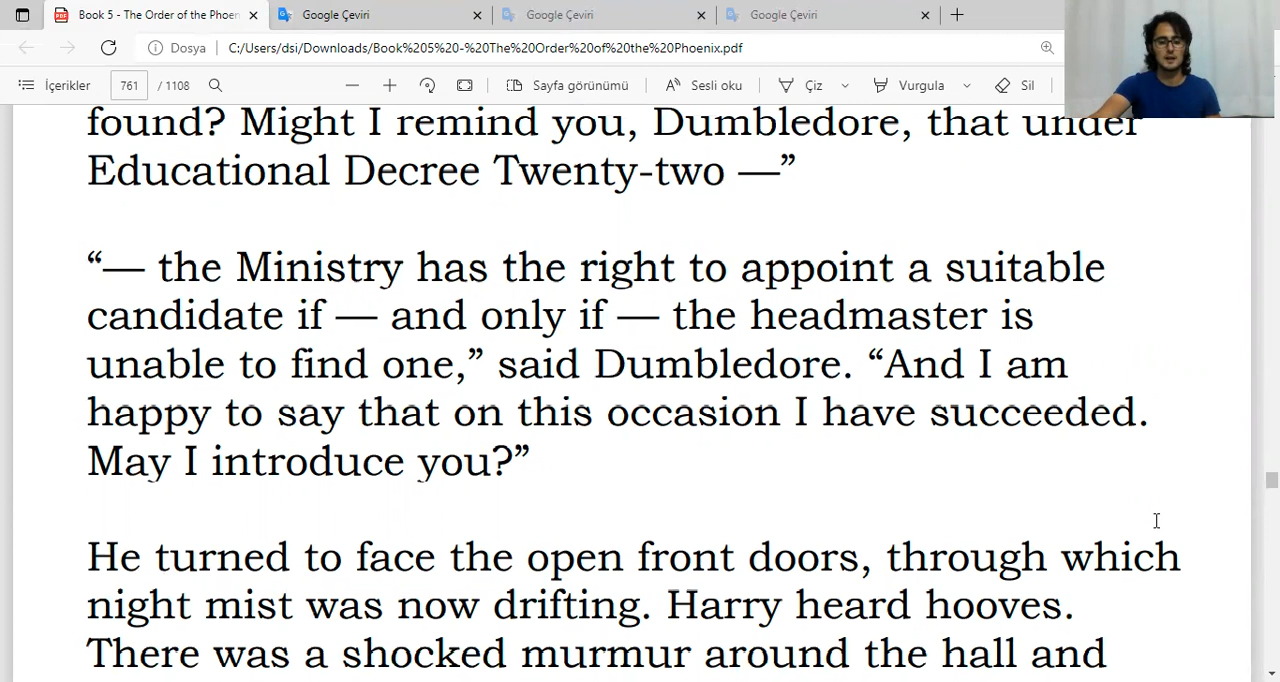 Book 5 - The Order of the Phoen
Google Çeviri
Google Çeviri
Google Çeviri
Dosya
C:/Users/dsi/Downloads/Book%205%20-%20The%20Order%20of%20the%20Phoenix.pdf
İçerikler
761 / 1108
Sayfa görünümü
Sesli oku
Çiz
Vurgula
Sil
found? Might I remind you, Dumbledore, that under
Educational Decree Twenty-two —”
“— the Ministry has the right to appoint a suitable
candidate if — and only if — the headmaster is
unable to find one,” said Dumbledore. “And I am
happy to say that on this occasion I have succeeded.
May I introduce you?”
He turned to face the open front doors, through which
night mist was now drifting. Harry heard hooves.
There was a shocked murmur around the hall and